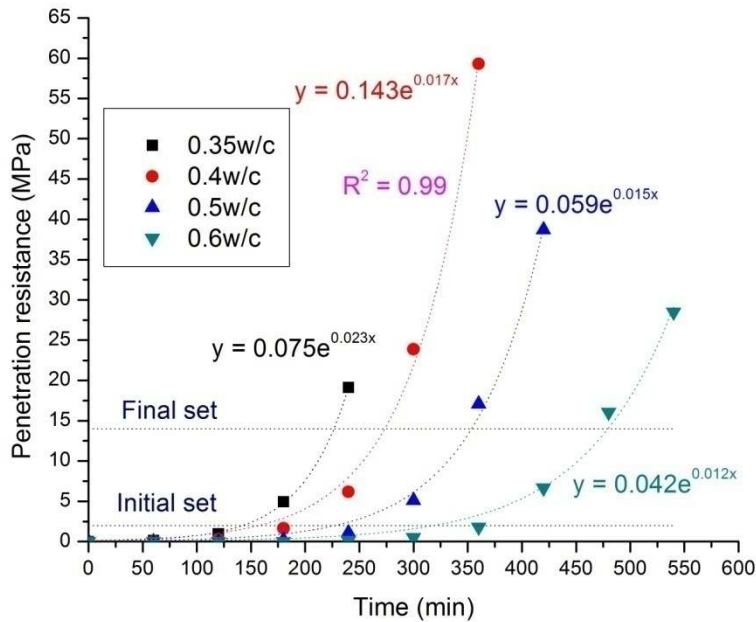 65
60
55
50
45
40
35
30
25
20
15
10
5
0
Penetration resistance (MPa)
0.35w/c
0.4w/c
0.5w/c
0.6w/c
y = 0.143e^0.017x
R² = 0.99
y = 0.059e^0.015x
y = 0.075e^0.023x
Final set
Initial set
y = 0.042e^0.012x
0 50 100 150 200 250 300 350 400 450 500 550 600
Time (min)